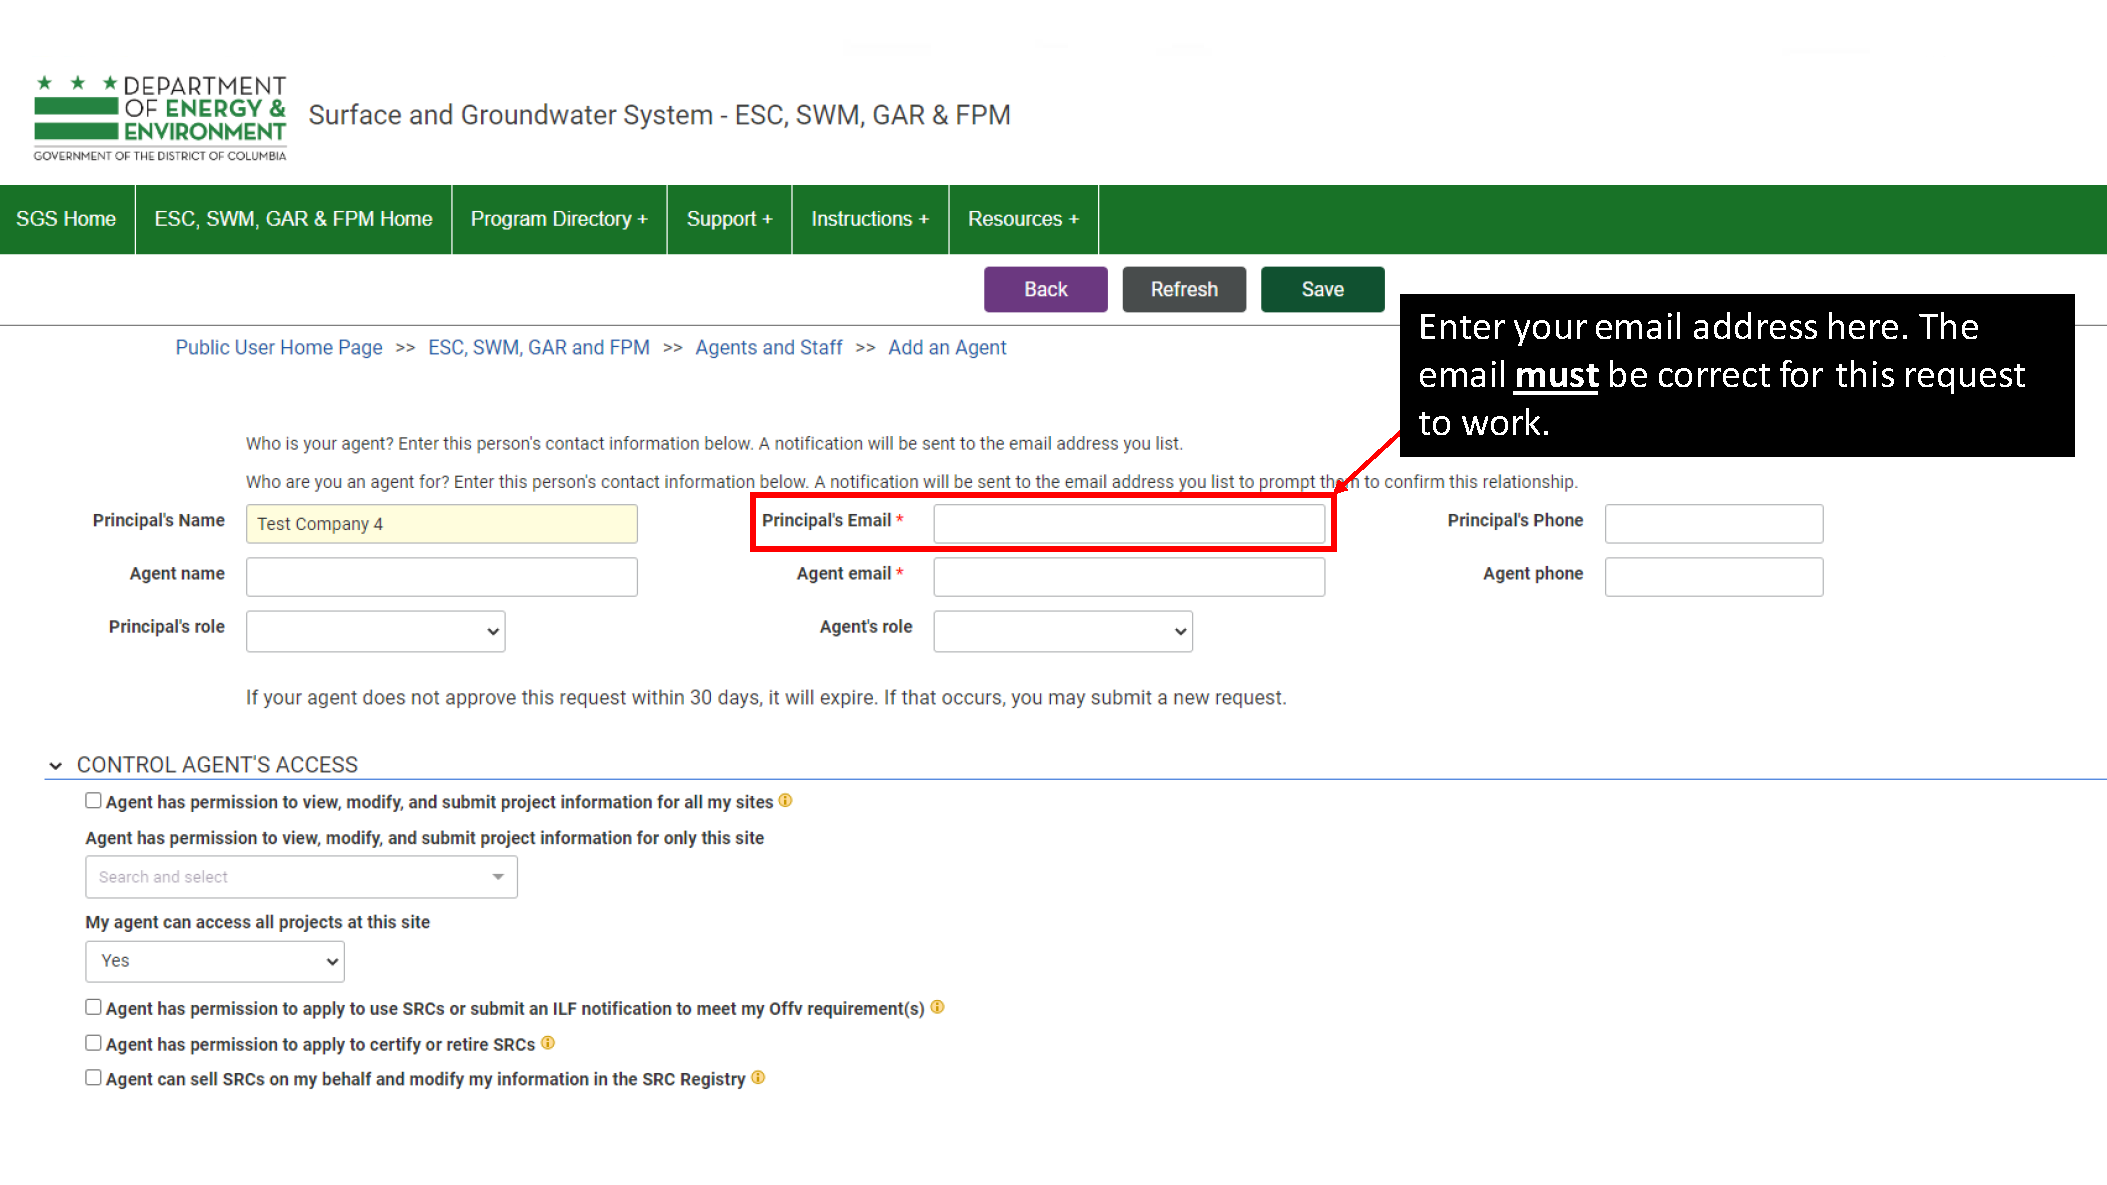 DEPARTMENT
OF ENERGY &
ENVIRONMENT
GOVERNMENT OF THE DISTRICT OF COLUMBIA
Surface and Groundwater System - ESC, SWM, GAR & FPM
SGS Home ESC, SWM, GAR & FPM Home Program Directory + Support + Instructions + Resources +
Back Refresh Save
Enter your email address here. The
email must be correct for this request
to work.
Public User Home Page >> ESC, SWM, GAR and FPM >> Agents and Staff >> Add an Agent
Who is your agent? Enter this person's contact information below. A notification will be sent to the email address you list.
Who are you an agent for? Enter this person's contact information below. A notification will be sent to the email address you list to prompt them to confirm this relationship.
Principal's Name Test Company 4 Principal's Email * Principal's Phone
Agent name Agent email * Agent phone
Principal's role Agent's role
If your agent does not approve this request within 30 days, it will expire. If that occurs, you may submit a new request.
CONTROL AGENT'S ACCESS
Agent has permission to view, modify, and submit project information for all my sites
Agent has permission to view, modify, and submit project information for only this site
Search and select
My agent can access all projects at this site
Yes
Agent has permission to apply to use SRCs or submit an ILF notification to meet my Offv requirement(s)
Agent has permission to apply to certify or retire SRCs
Agent can sell SRCs on my behalf and modify my information in the SRC Registry